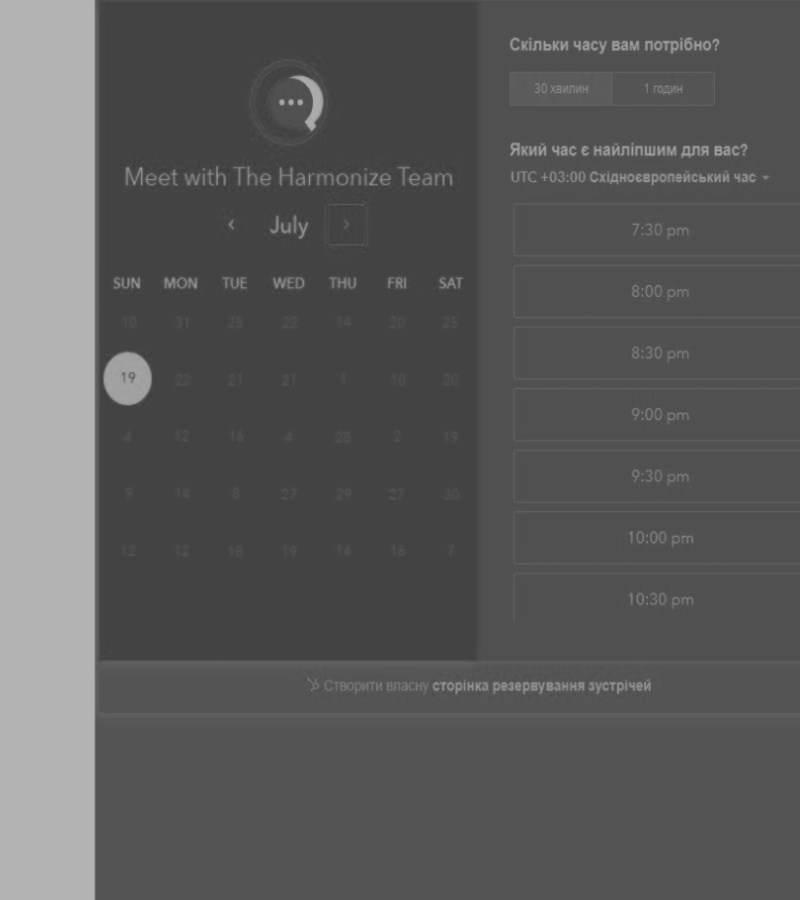 Meet with The Harmonize Team
July
SUN MON TUE WED THU FRI SAT
10 31 25 22 14 20 25
19 22 21 21 1 10 20
4 12 16 4 28 2 19
9 14 8 27 29 27 30
12 12 18 19 14 16 7
Скільки часу вам потрібно?
30 хвилин 1 годин
Який час є найліпшим для вас?
UTC +03:00 Східноєвропейський час
7:30 pm
8:00 pm
8:30 pm
9:00 pm
9:30 pm
10:00 pm
10:30 pm
Створити власну сторінка резервування зустрічей